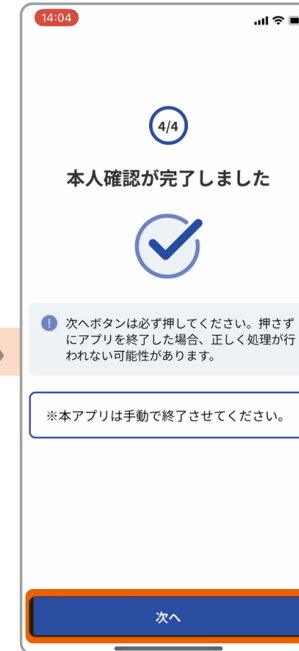 14:04
4/4
本人確認が完了しました
次へボタンは必ず押してください。押さず
にアプリを終了した場合、正しく処理が行
われない可能性があります。
※本アプリは手動で終了させてください。
次へ